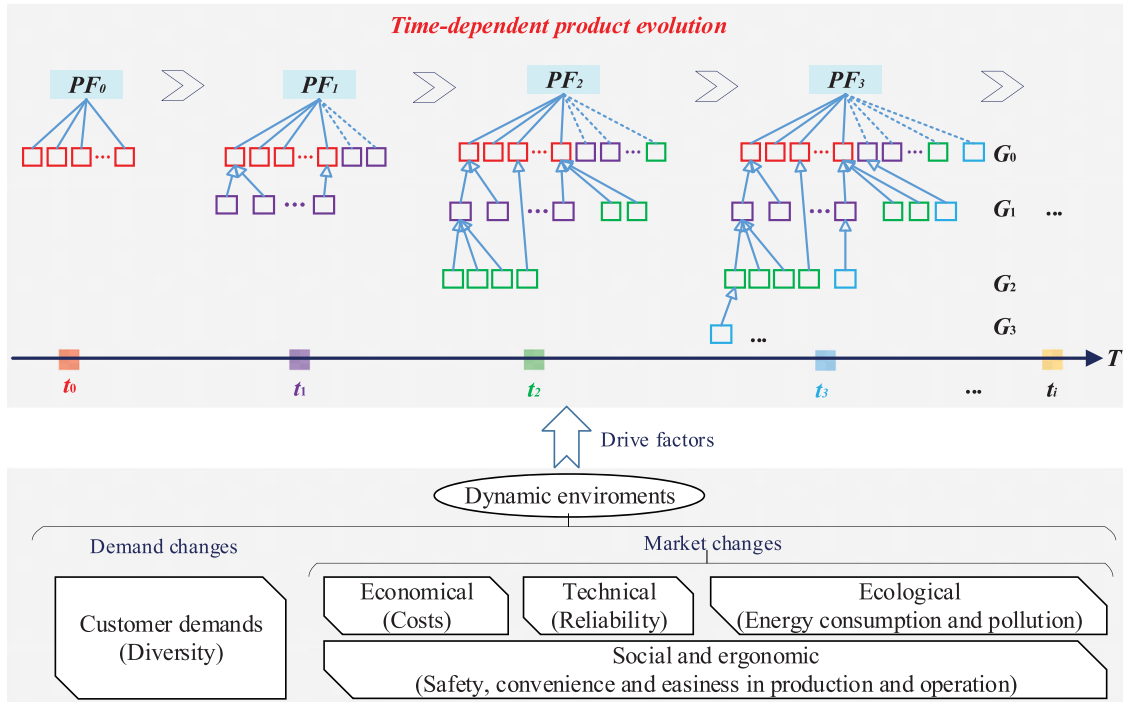 Time-dependent product evolution
PF0 PF1 PF2 PF3
... ... ... ... ... ... G0
... ... ... G1 ...
G2
... G3
T
t0 t1 t2 t3 ... ti
Drive factors
Dynamic enviroments
Demand changes
Market changes
Customer demands
(Diversity)
Economical
(Costs)
Technical
(Reliability)
Ecological
(Energy consumption and pollution)
Social and ergonomic
(Safety, convenience and easiness in production and operation)